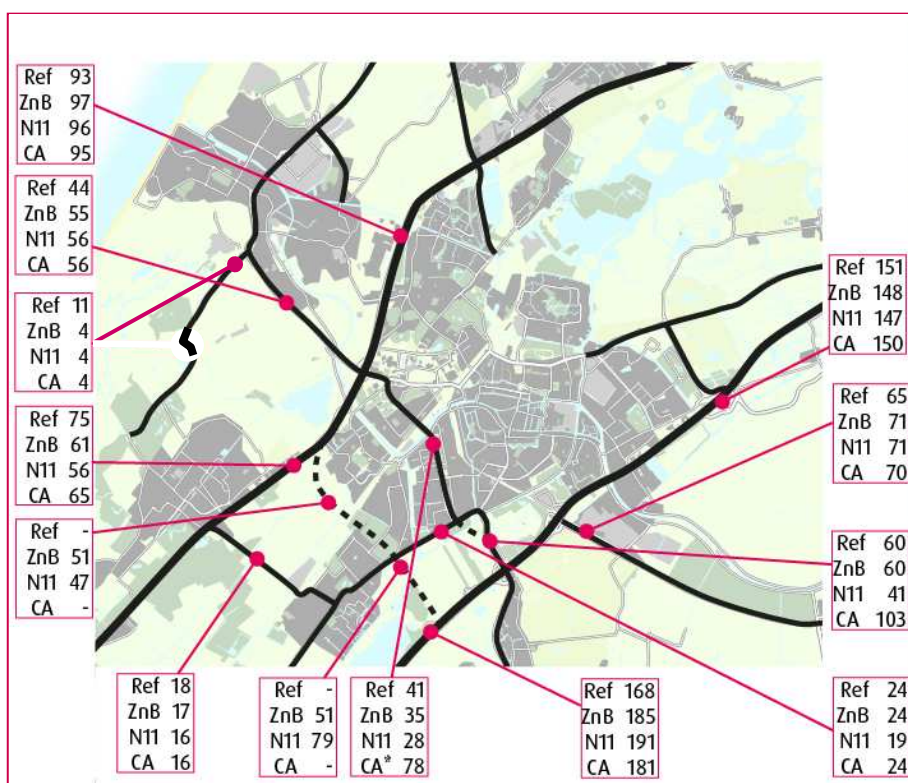 Ref 93
ZnB 97
N11 96
CA 95
Ref 44
ZnB 55
N11 56
CA 56
Ref 11
ZnB 4
N11 4
CA 4
Ref 75
ZnB 61
N11 56
CA 65
Ref -
ZnB 51
N11 47
CA -
Ref 18
ZnB 17
N11 16
CA 16
Ref -
ZnB 51
N11 79
CA -
Ref 41
ZnB 35
N11 28
CA* 78
Ref 168
ZnB 185
N11 191
CA 181
Ref 151
ZnB 148
N11 147
CA 150
Ref 65
ZnB 71
N11 71
CA 70
Ref 60
ZnB 60
N11 41
CA 103
Ref 24
ZnB 24
N11 19
CA 24